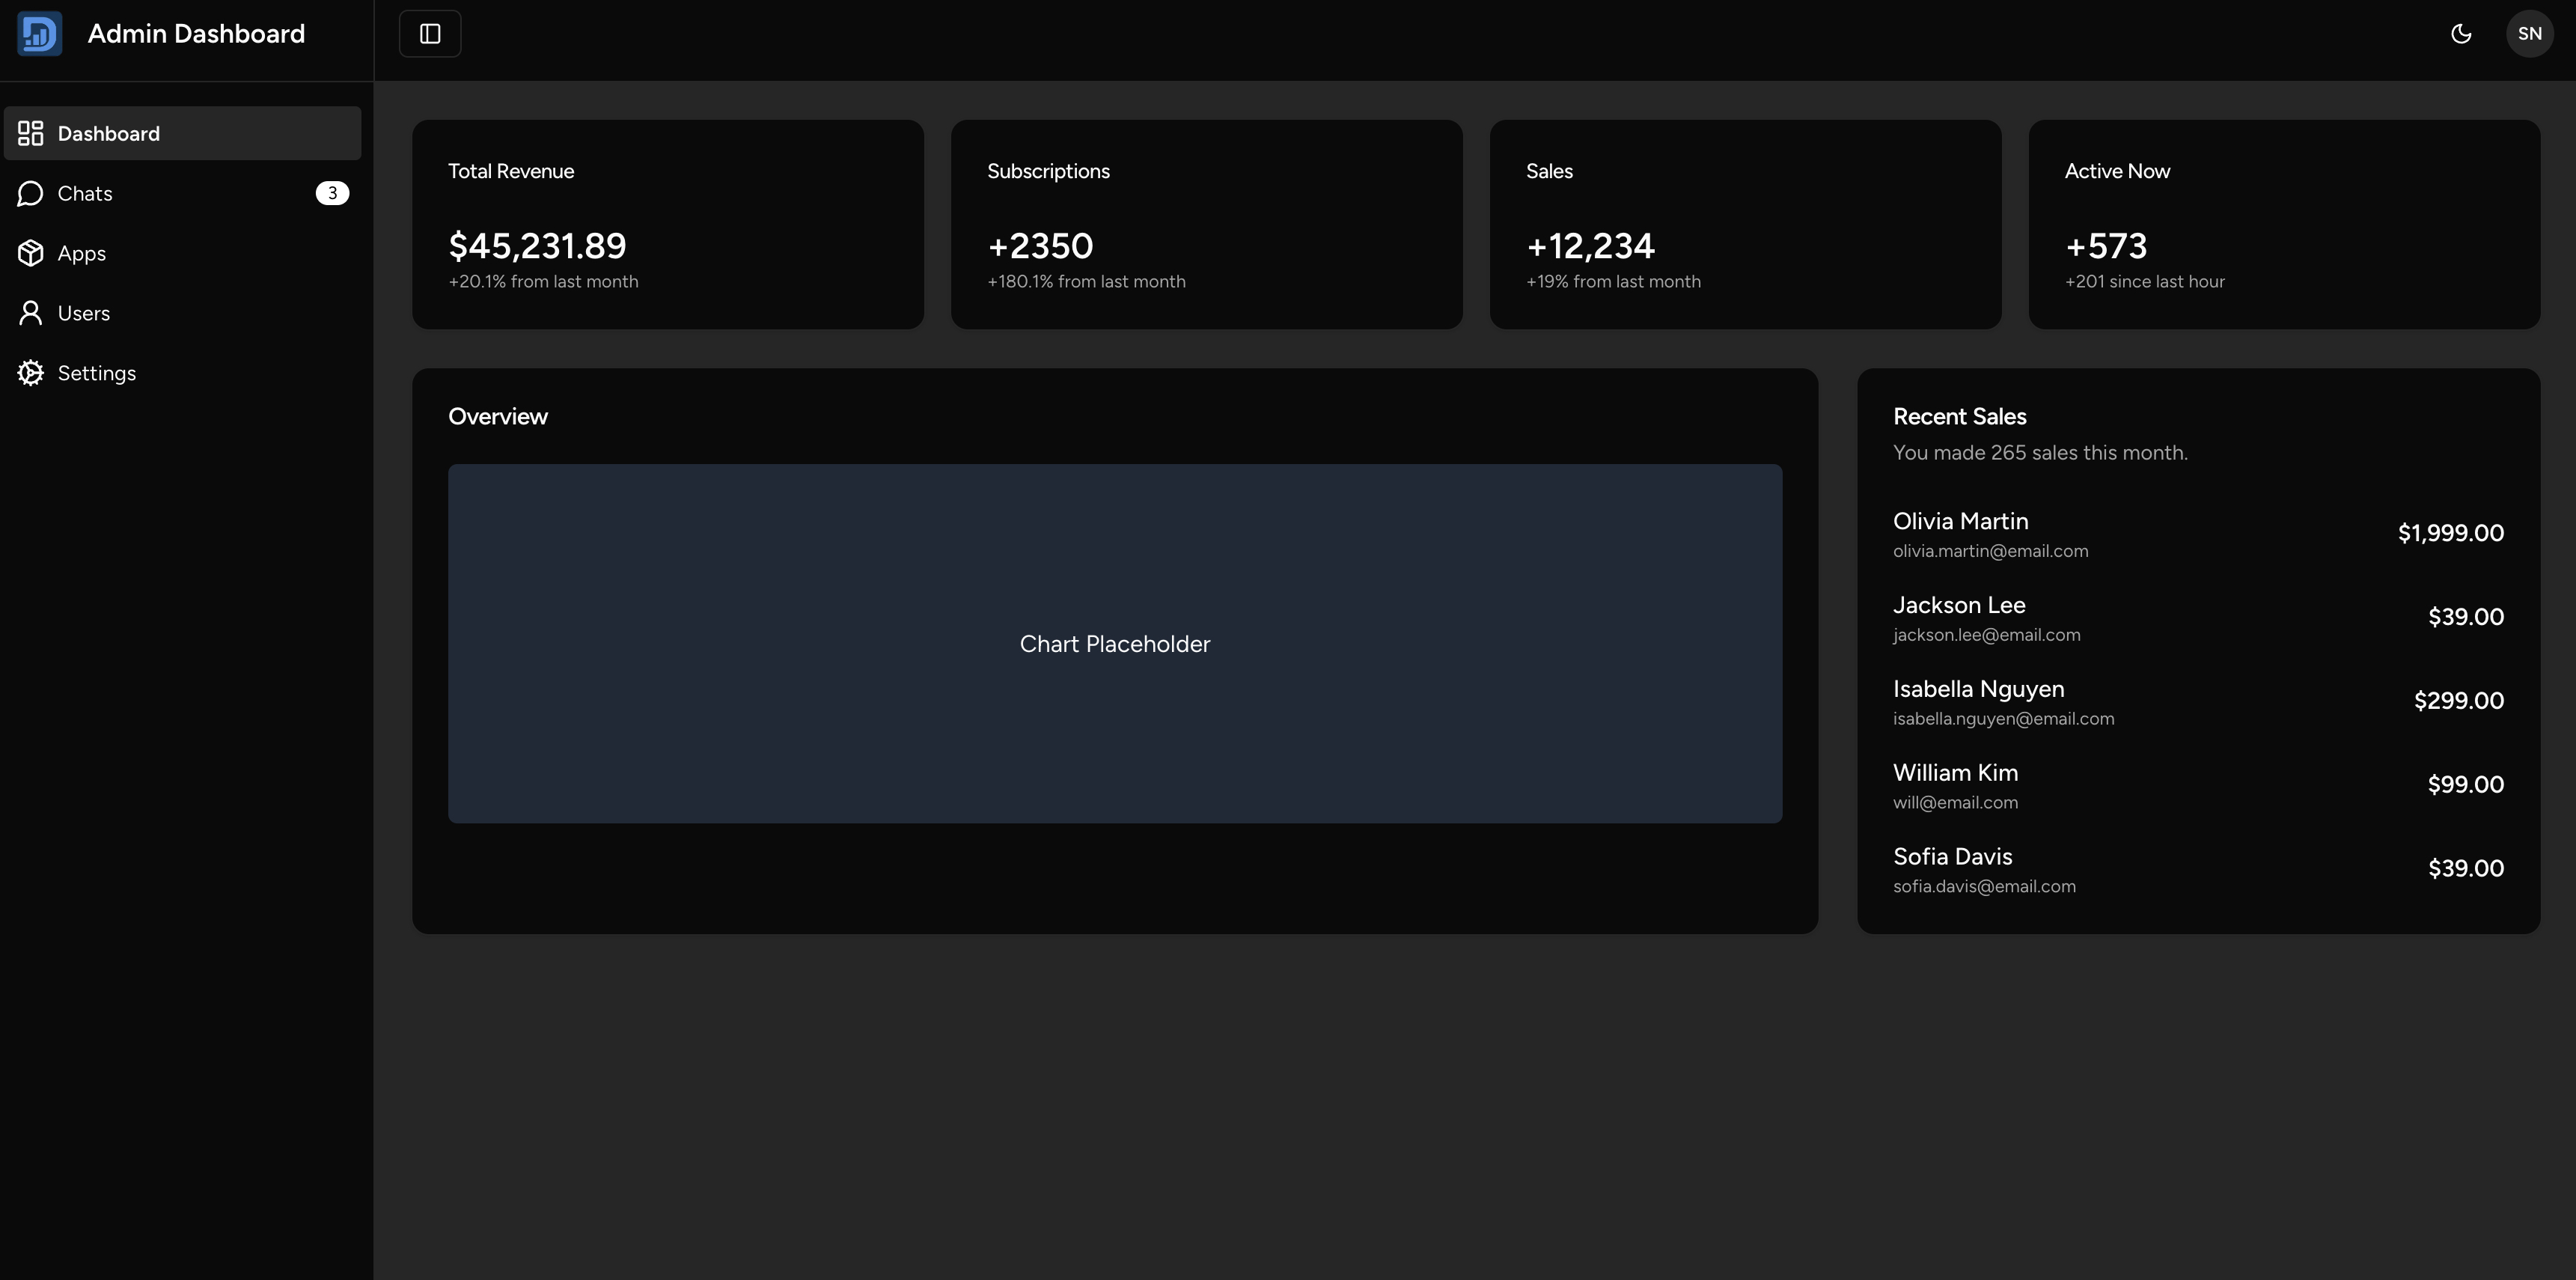 Admin Dashboard
SN
Dashboard
Chats
3
Apps
Users
Settings
Total Revenue
$45,231.89
+20.1% from last month
Subscriptions
+2350
+180.1% from last month
Sales
+12,234
+19% from last month
Active Now
+573
+201 since last hour
Overview
Chart Placeholder
Recent Sales
You made 265 sales this month.
Olivia Martin
olivia.martin@email.com
$1,999.00
Jackson Lee
jackson.lee@email.com
$39.00
Isabella Nguyen
isabella.nguyen@email.com
$299.00
William Kim
will@email.com
$99.00
Sofia Davis
sofia.davis@email.com
$39.00